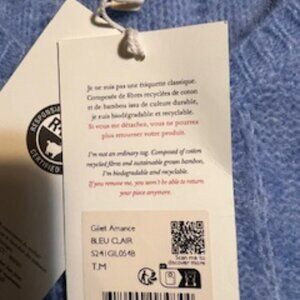 RESPONSIBLE
CERTIFIED
Je ne suis pas une étiquette classique.
Composée de fibres recyclées de coton
et de bambou issu de culture durable,
je suis biodégradable et recyclable.
Si vous me détachez, vous ne pourrez
plus retourner votre produit.
I'm not an ordinary tag. Composed of cotton
recycled fibres and sustainable grown bamboo,
I'm biodegradable and recyclable.
If you remove me, you won't be able to return
your piece anymore.
Gilet Amance
BLEU CLAIR
T.M
Scan me to
discover more